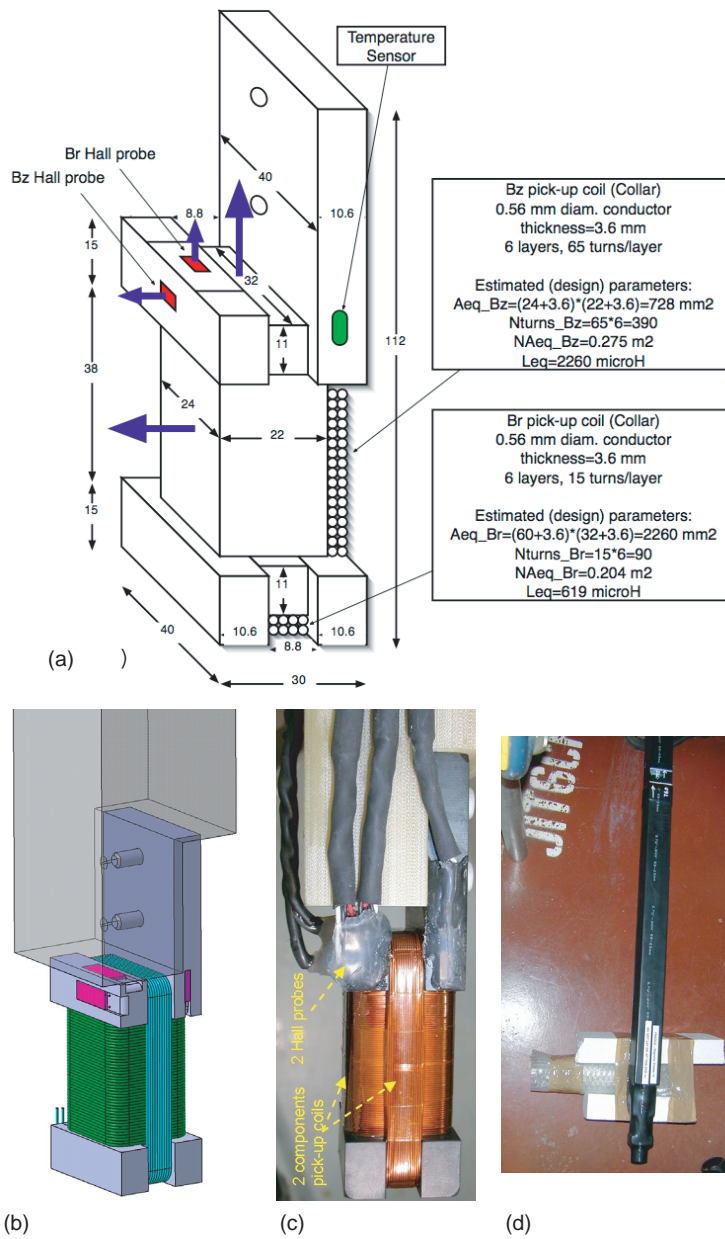 Temperature
Sensor
Br Hall probe
Bz Hall probe
40
8.8
10.6
15
32
11
112
38
24
22
15
11
40
10.6
10.6
8.8
30
(a) )
Bz pick-up coil (Collar)
0.56 mm diam. conductor
thickness=3.6 mm
6 layers, 65 turns/layer
Estimated (design) parameters:
Aeq_Bz=(24+3.6)*(22+3.6)=728 mm2
Nturns_Bz=65*6=390
NAeq_Bz=0.275 m2
Leq=2260 microH
Br pick-up coil (Collar)
0.56 mm diam. conductor
thickness=3.6 mm
6 layers, 15 turns/layer
Estimated (design) parameters:
Aeq_Br=(60+3.6)*(32+3.6)=2260 mm2
Nturns_Br=15*6=90
NAeq_Br=0.204 m2
Leq=619 microH
2 Hall probes
2 components
pick-up coils
(b)
(c)
(d)